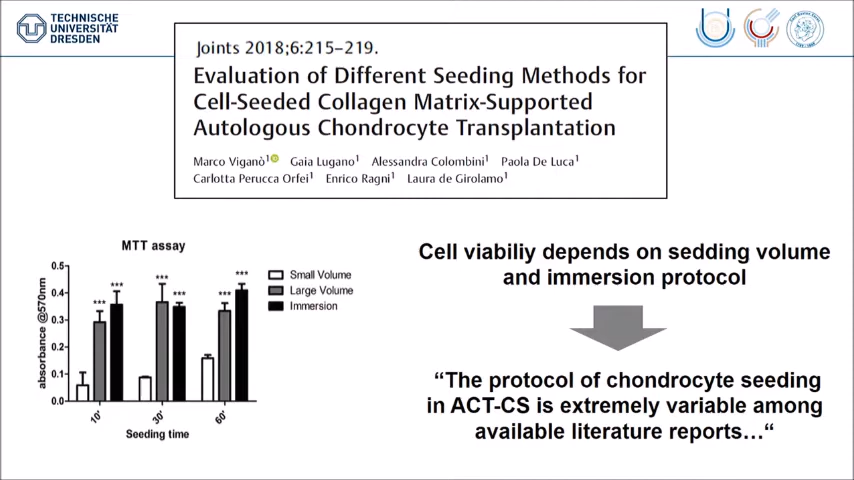 TECHNISCHE
UNIVERSITÄT
DRESDEN
Joints 2018;6:215–219.
Evaluation of Different Seeding Methods for
Cell-Seeded Collagen Matrix-Supported
Autologous Chondrocyte Transplantation
Marco Viganò1 Gaia Lugano1 Alessandra Colombini1 Paola De Luca1
Carlotta Perucca Orfei1 Enrico Ragni1 Laura de Girolamo1
MTT assay
absorbance @570nm
0.5
0.4
0.3
0.2
0.1
0.0
*** *** *** *** *** ***
10' 30' 60'
Seeding time
Small Volume
Large Volume
Immersion
Cell viabiliy depends on sedding volume
and immersion protocol
“The protocol of chondrocyte seeding
in ACT-CS is extremely variable among
available literature reports…“